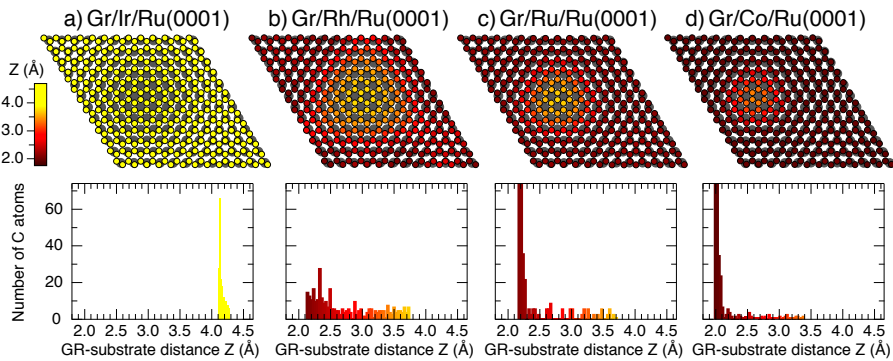 a) Gr/Ir/Ru(0001) b) Gr/Rh/Ru(0001) c) Gr/Ru/Ru(0001) d) Gr/Co/Ru(0001)
Z (Å)
4.0
3.0
2.0
Number of C atoms
60
40
20
0
2.0 2.5 3.0 3.5 4.0 4.5 2.0 2.5 3.0 3.5 4.0 4.5 2.0 2.5 3.0 3.5 4.0 4.5 2.0 2.5 3.0 3.5 4.0 4.5
GR-substrate distance Z (Å) GR-substrate distance Z (Å) GR-substrate distance Z (Å) GR-substrate distance Z (Å)